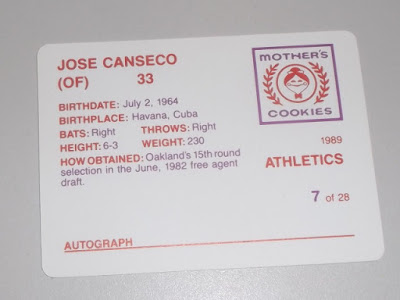 JOSE CANSECO
(OF) 33
MOTHER'S
COOKIES
BIRTHDATE: July 2, 1964
BIRTHPLACE: Havana, Cuba
BATS: Right THROWS: Right
HEIGHT: 6-3 WEIGHT: 230
HOW OBTAINED: Oakland's 15th round
selection in the June, 1982 free agent
draft.
1989
ATHLETICS
7 of 28
AUTOGRAPH